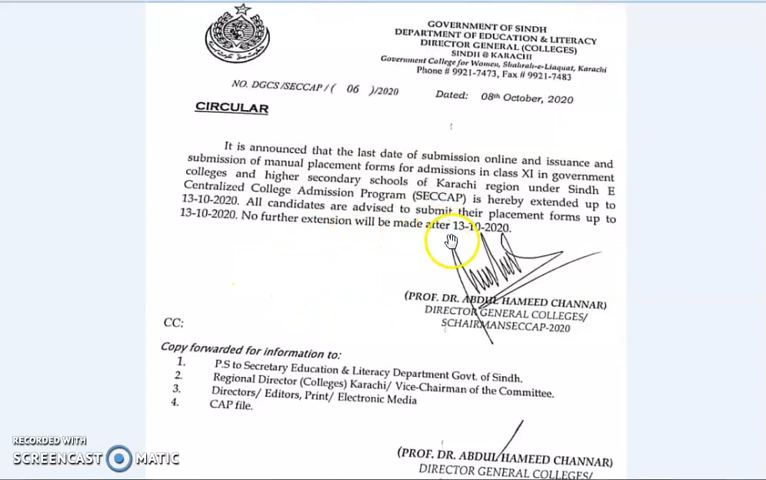 GOVERNMENT OF SINDH
DEPARTMENT OF EDUCATION & LITERACY
DIRECTOR GENERAL (COLLEGES)
SINDH @ KARACHI
Government College for Women, Shahrah-e-Liaquat, Karachi
Phone # 9921-7473, Fax # 9921-7483
NO. DGCS/SECCAP/( 06 )/2020
Dated: 08th October, 2020
CIRCULAR
It is announced that the last date of submission online and issuance and
submission of manual placement forms for admissions in class XI in government
colleges and higher secondary schools of Karachi region under Sindh E
Centralized College Admission Program (SECCAP) is hereby extended up to
13-10-2020. All candidates are advised to submit their placement forms up to
13-10-2020. No further extension will be made after 13-10-2020.
(PROF. DR. ABDUL HAMEED CHANNAR)
DIRECTOR GENERAL COLLEGES/
SCHAIRMANSECCAP-2020
CC:
Copy forwarded for information to:
1. P.S to Secretary Education & Literacy Department Govt. of Sindh.
2. Regional Director (Colleges) Karachi/ Vice-Chairman of the Committee.
3. Directors/ Editors, Print/ Electronic Media
4. CAP file.
(PROF. DR. ABDUL HAMEED CHANNAR)
DIRECTOR GENERAL COLLEGES/
RECORDED WITH
SCREENCAST MATIC